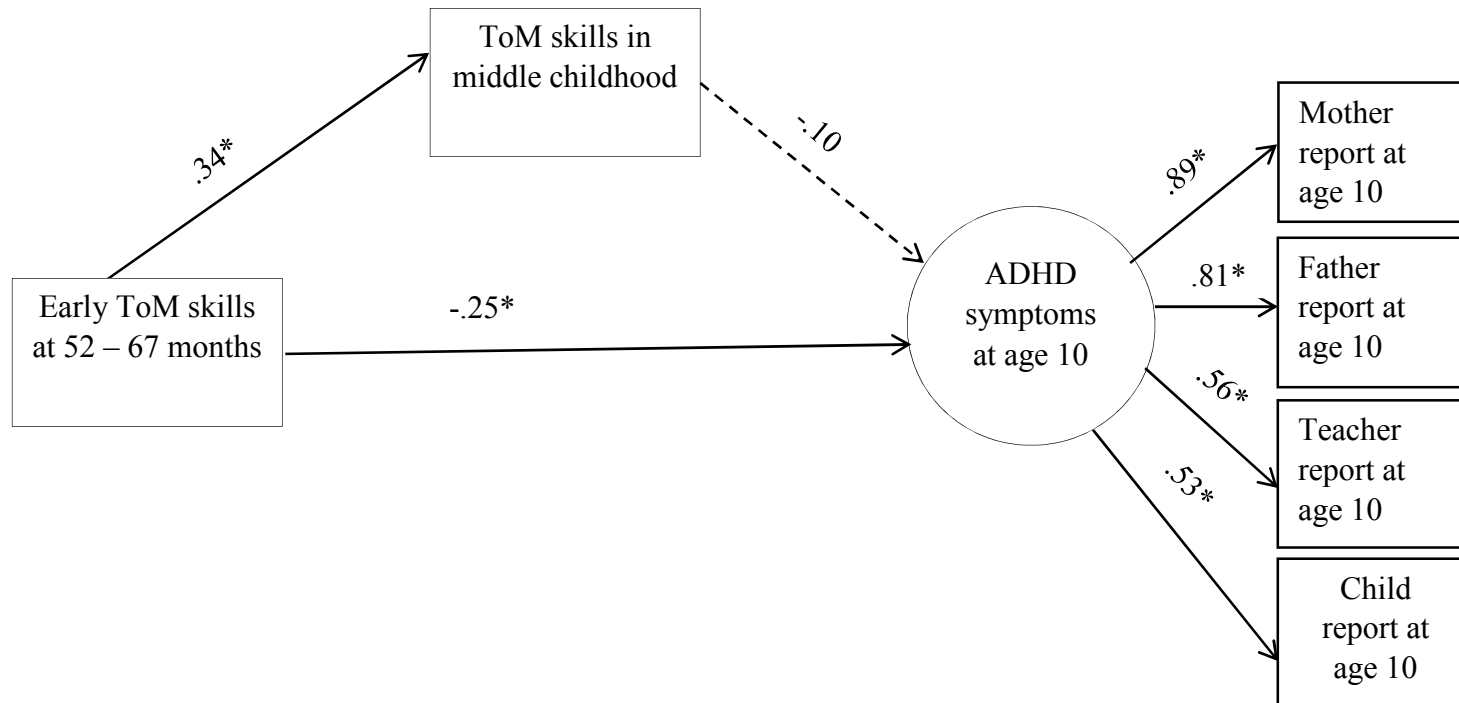 ToM skills in
middle childhood
.34*
-.10
Early ToM skills
at 52 – 67 months
-.25*
ADHD
symptoms
at age 10
.89*
.81*
.56*
.53*
Mother
report at
age 10
Father
report at
age 10
Teacher
report at
age 10
Child
report at
age 10